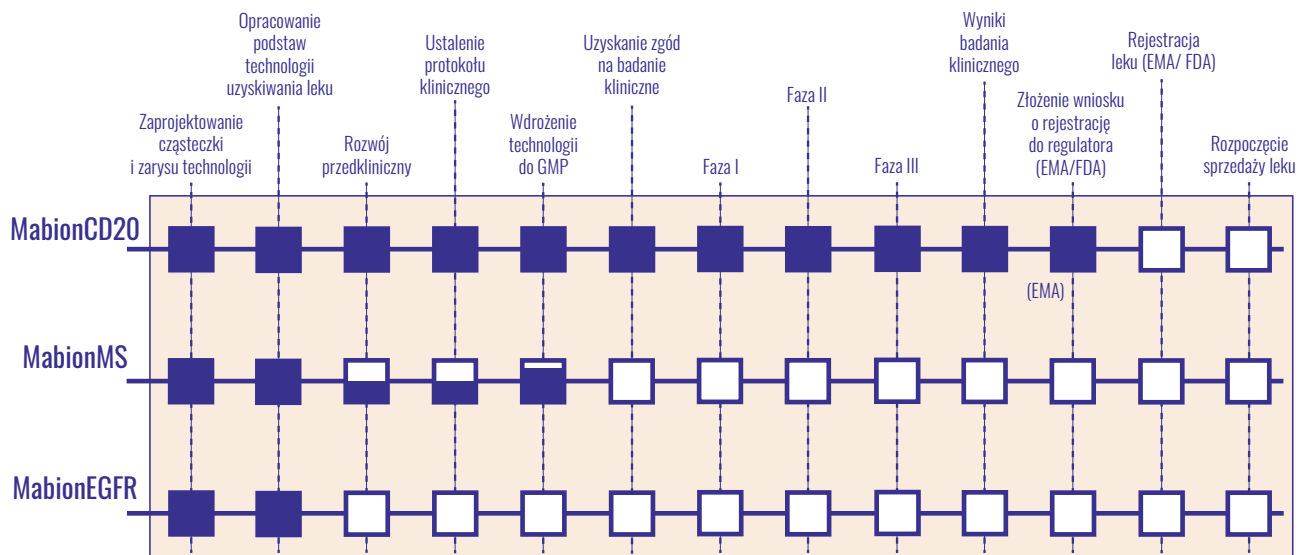 Zaprojektowanie
cząsteczki
i zarysu technologii
Opracowanie
podstaw
technologii
uzyskiwania leku
Rozwój
przedkliniczny
Ustalenie
protokołu
klinicznego
Wdrożenie
technologii
do GMP
Uzyskanie zgód
na badanie
kliniczne
Faza I
Faza II
Faza III
Wyniki
badania
klinicznego
Złożenie wniosku
o rejestrację
do regulatora
(EMA/FDA)
Rejestracja
leku (EMA/ FDA)
Rozpoczęcie
sprzedaży leku
MabionCD20
(EMA)
MabionMS
MabionEGFR